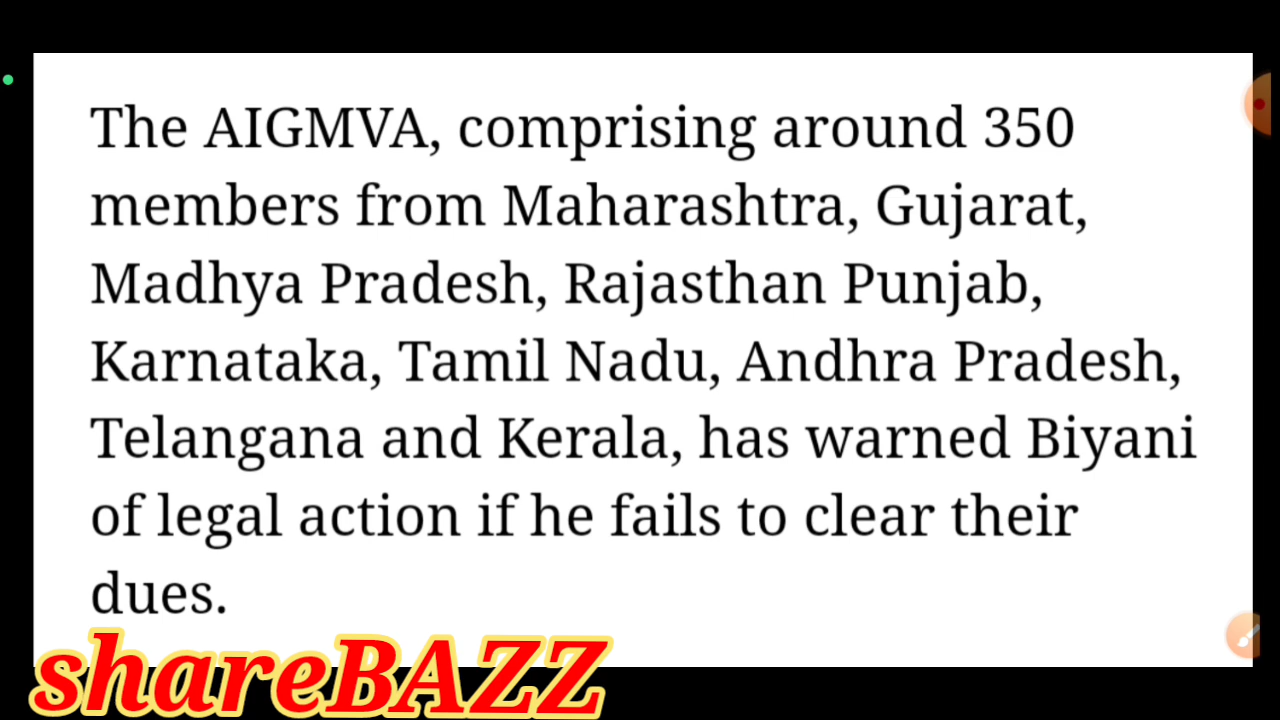 The AIGMVA, comprising around 350
members from Maharashtra, Gujarat,
Madhya Pradesh, Rajasthan Punjab,
Karnataka, Tamil Nadu, Andhra Pradesh,
Telangana and Kerala, has warned Biyani
of legal action if he fails to clear their
dues.
shareBAZZ